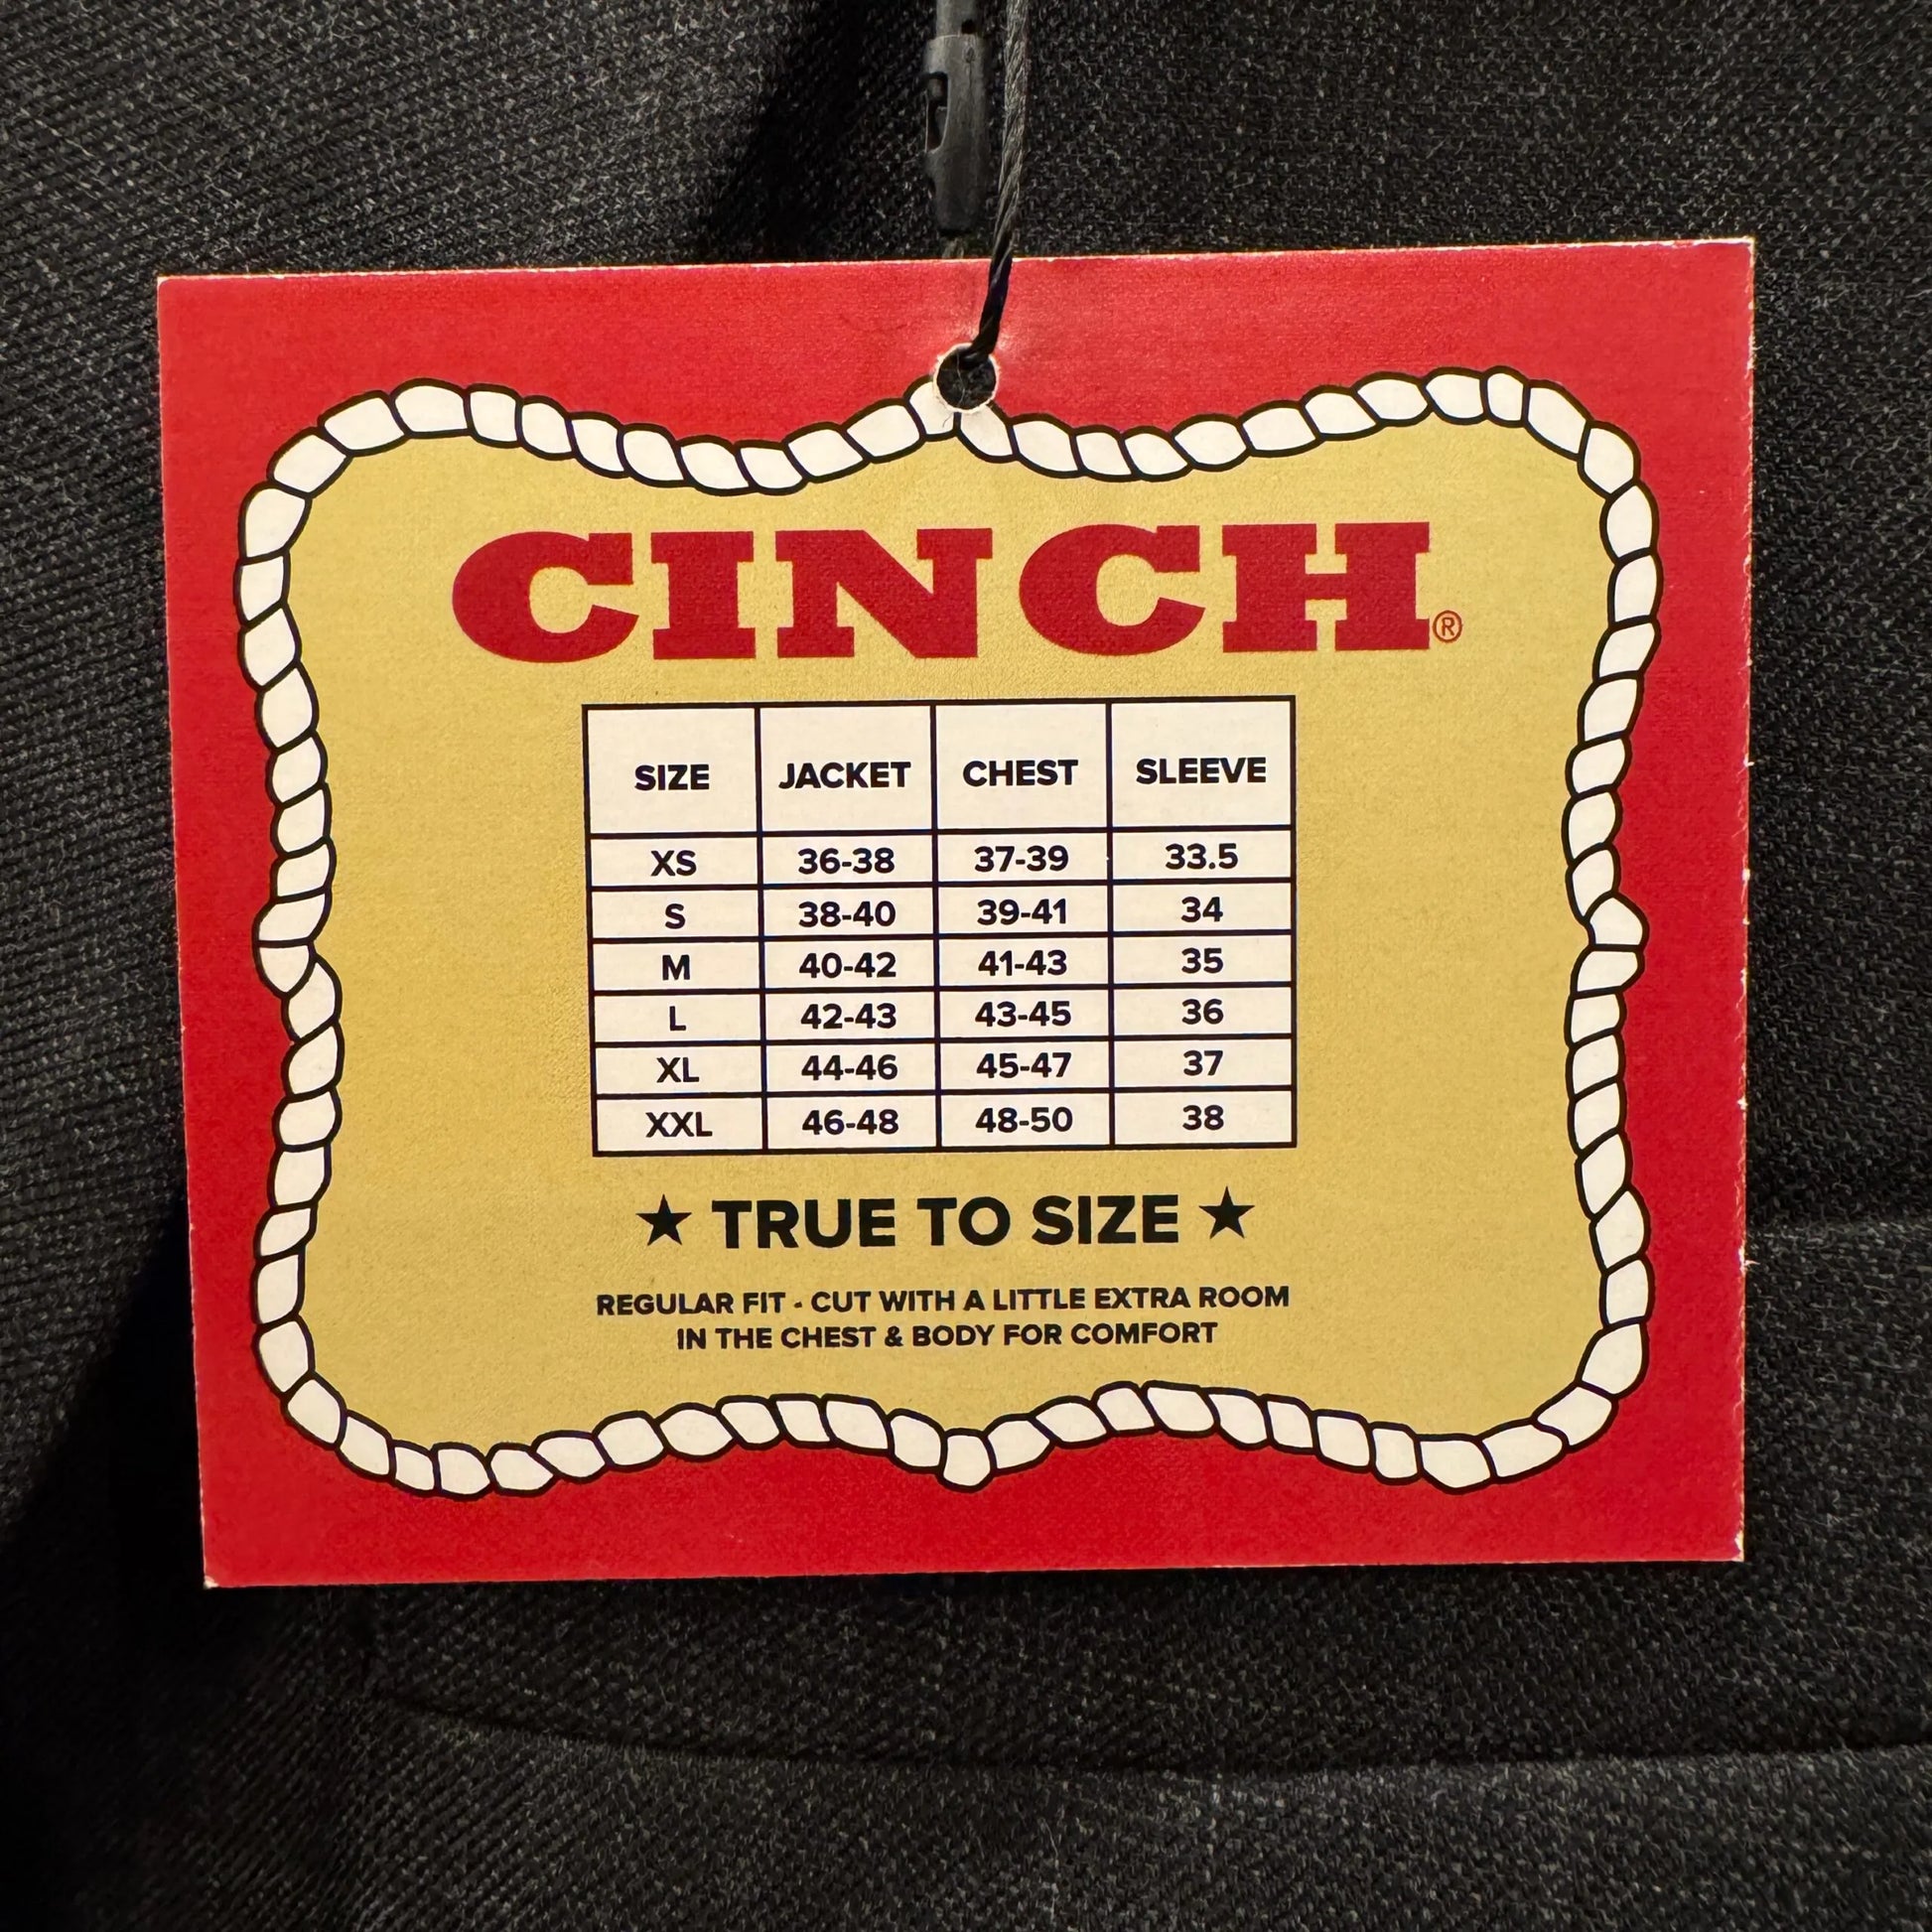 CINCH®
SIZE JACKET CHEST SLEEVE
XS 36-38 37-39 33.5
S 38-40 39-41 34
M 40-42 41-43 35
L 42-43 43-45 36
XL 44-46 45-47 37
XXL 46-48 48-50 38
★ TRUE TO SIZE ★
REGULAR FIT - CUT WITH A LITTLE EXTRA ROOM
IN THE CHEST & BODY FOR COMFORT